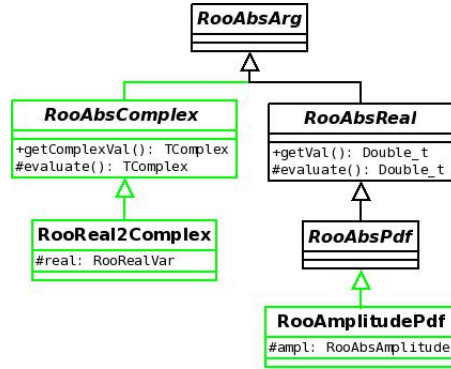 RooAbsArg
RooAbsComplex
+getComplexVal(): TComplex
#evaluate(): TComplex
RooAbsReal
+getVal(): Double_t
#evaluate(): Double_t
RooReal2Complex
#real: RooRealVar
RooAbsPdf
RooAmplitudePdf
#ampl: RooAbsAmplitude